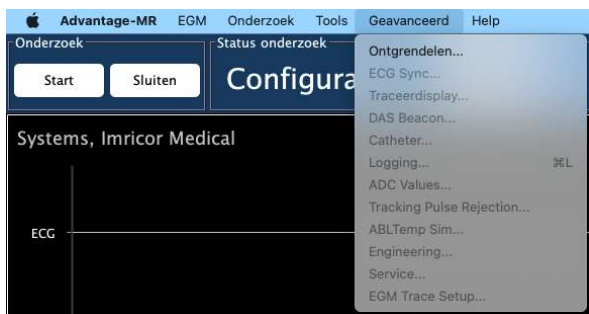 Advantage-MR EGM Onderzoek Tools Geavanceerd Help
Onderzoek Status onderzoek
Start Sluiten Configura
Systems, Imricor Medical
ECG
Ontgrendelen...
ECG Sync...
Traceerdisplay...
DAS Beacon...
Catheter...
Logging... ⌘L
ADC Values...
Tracking Pulse Rejection...
ABLTemp Sim...
Engineering...
Service...
EGM Trace Setup...